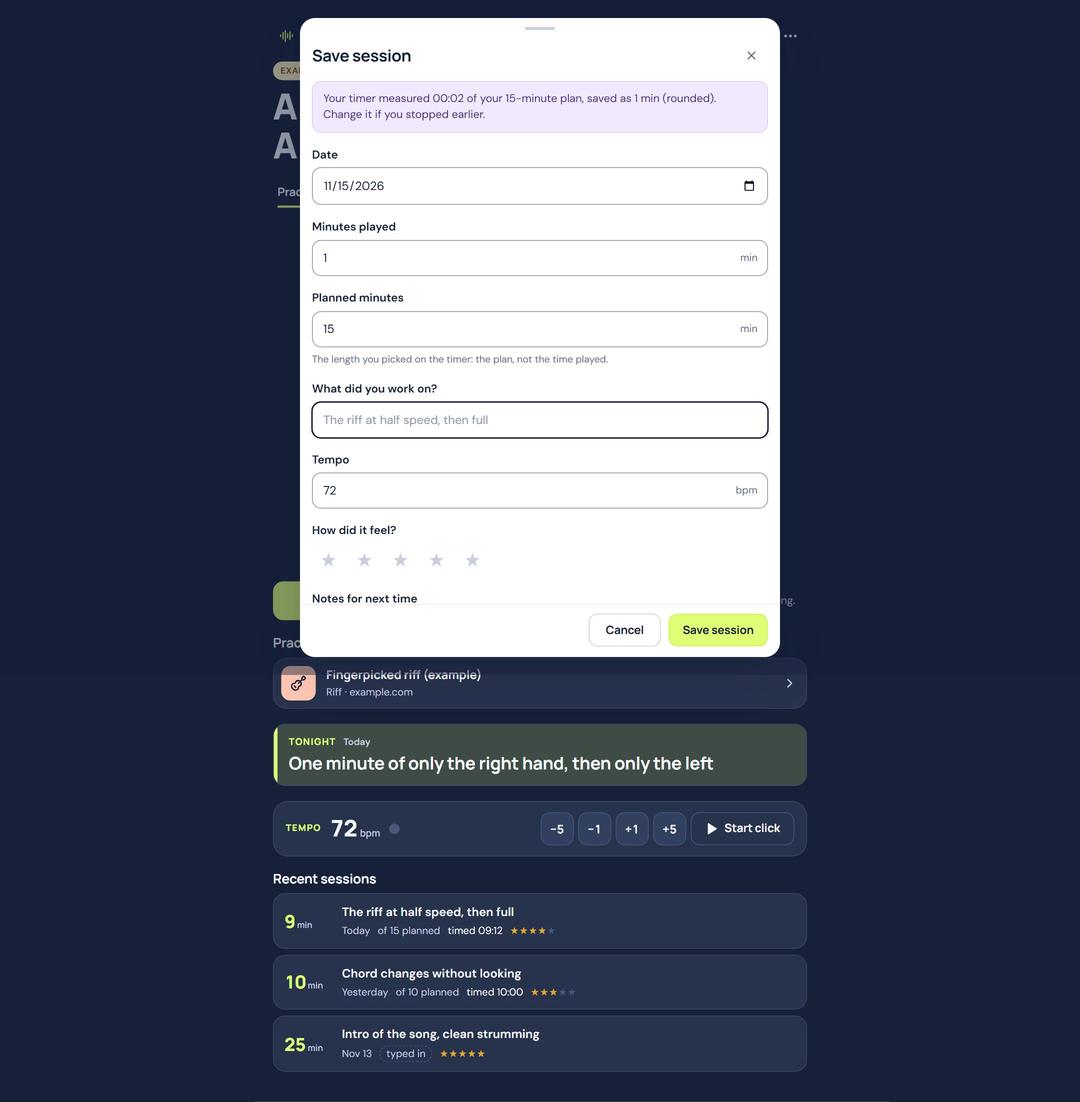 Save session
EXA
A
A
Your timer measured 00:02 of your 15-minute plan, saved as 1 min (rounded).
Change it if you stopped earlier.
Date
11/15/2026
Prac
Minutes played
1 min
Planned minutes
15 min
The length you picked on the timer: the plan, not the time played.
What did you work on?
The riff at half speed, then full
Tempo
72 bpm
How did it feel?
Notes for next time
ng.
Cancel Save session
Prac
Fingerpicked riff (example)
Riff · example.com
TONIGHT Today
One minute of only the right hand, then only the left
TEMPO 72 bpm −5 −1 +1 +5 Start click
Recent sessions
9 min The riff at half speed, then full
Today of 15 planned timed 09:12 ★★★★★
10 min Chord changes without looking
Yesterday of 10 planned timed 10:00 ★★★★★
25 min Intro of the song, clean strumming
Nov 13 typed in ★★★★★